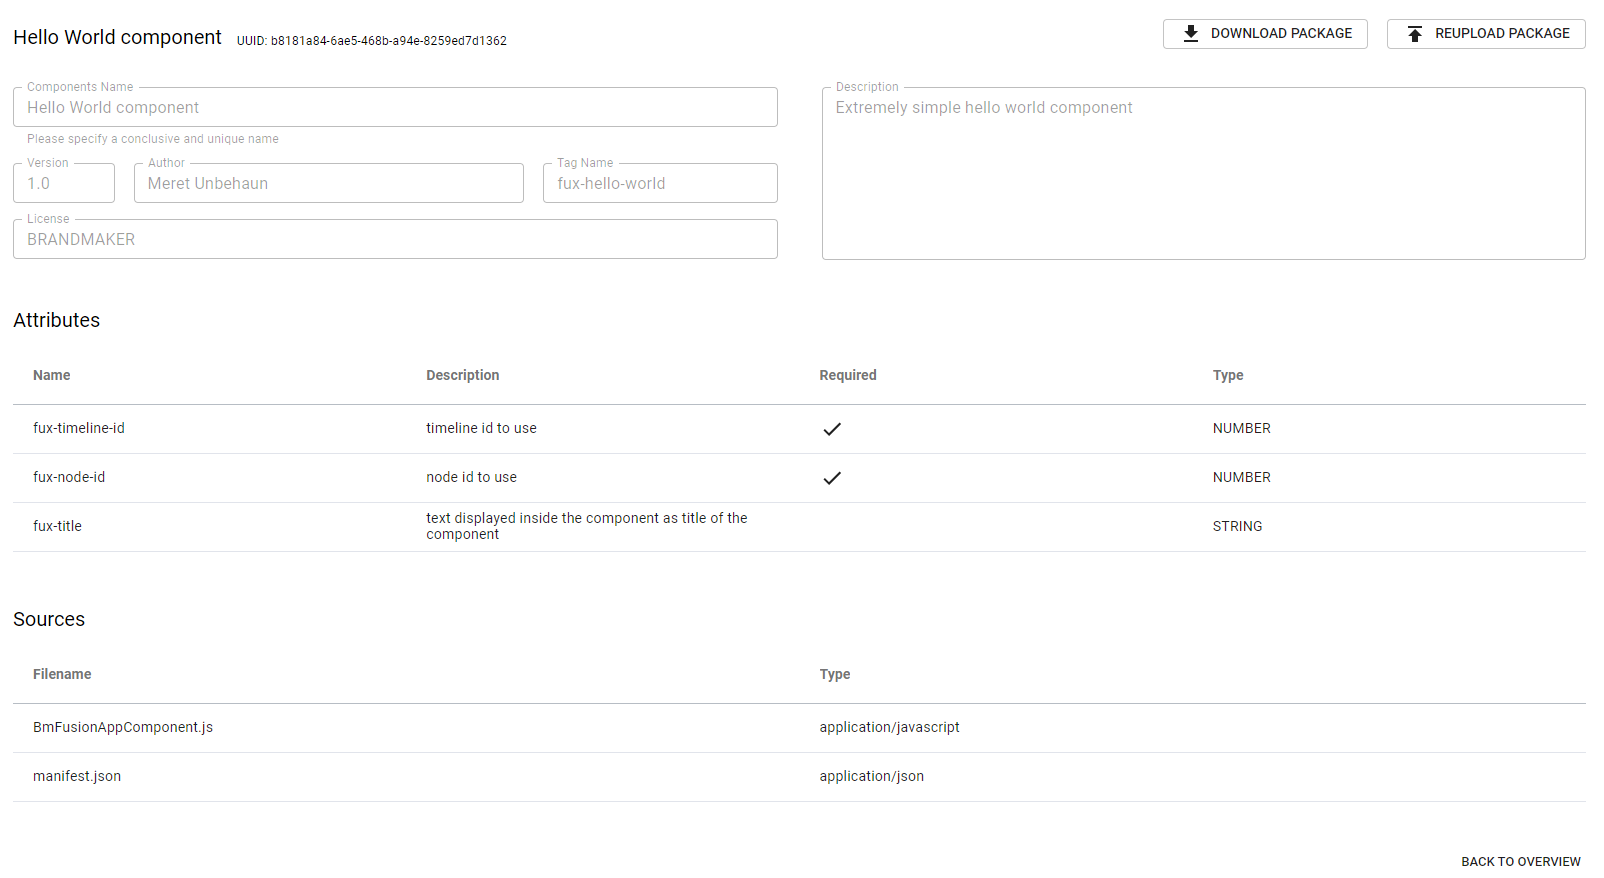 Hello World component UUID: b8181a84-6ae5-468b-a94e-8259ed7d1362
DOWNLOAD PACKAGE
REUPLOAD PACKAGE
Components Name
Hello World component
Please specify a conclusive and unique name
Version
1.0
Author
Meret Unbehaun
Tag Name
fux-hello-world
License
BRANDMAKER
Description
Extremely simple hello world component
Attributes
Name Description Required Type
fux-timeline-id timeline id to use NUMBER
fux-node-id node id to use NUMBER
fux-title text displayed inside the component as title of the
component STRING
Sources
Filename Type
BmFusionAppComponent.js application/javascript
manifest.json application/json
BACK TO OVERVIEW